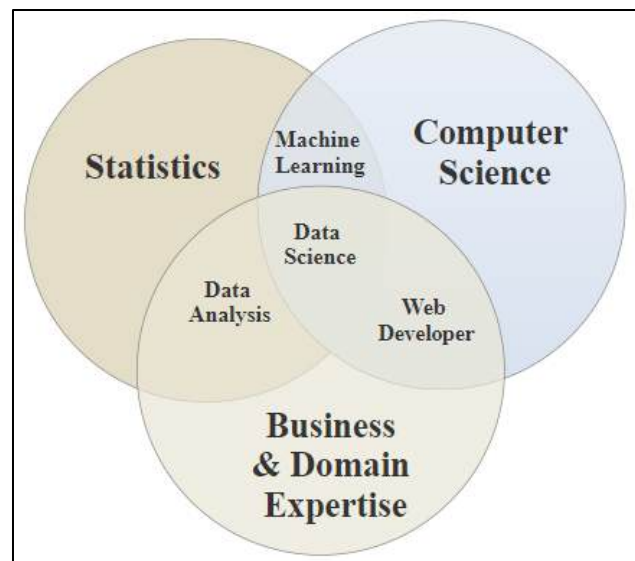 Statistics
Computer
Science
Machine
Learning
Data
Science
Data
Analysis
Web
Developer
Business
& Domain
Expertise